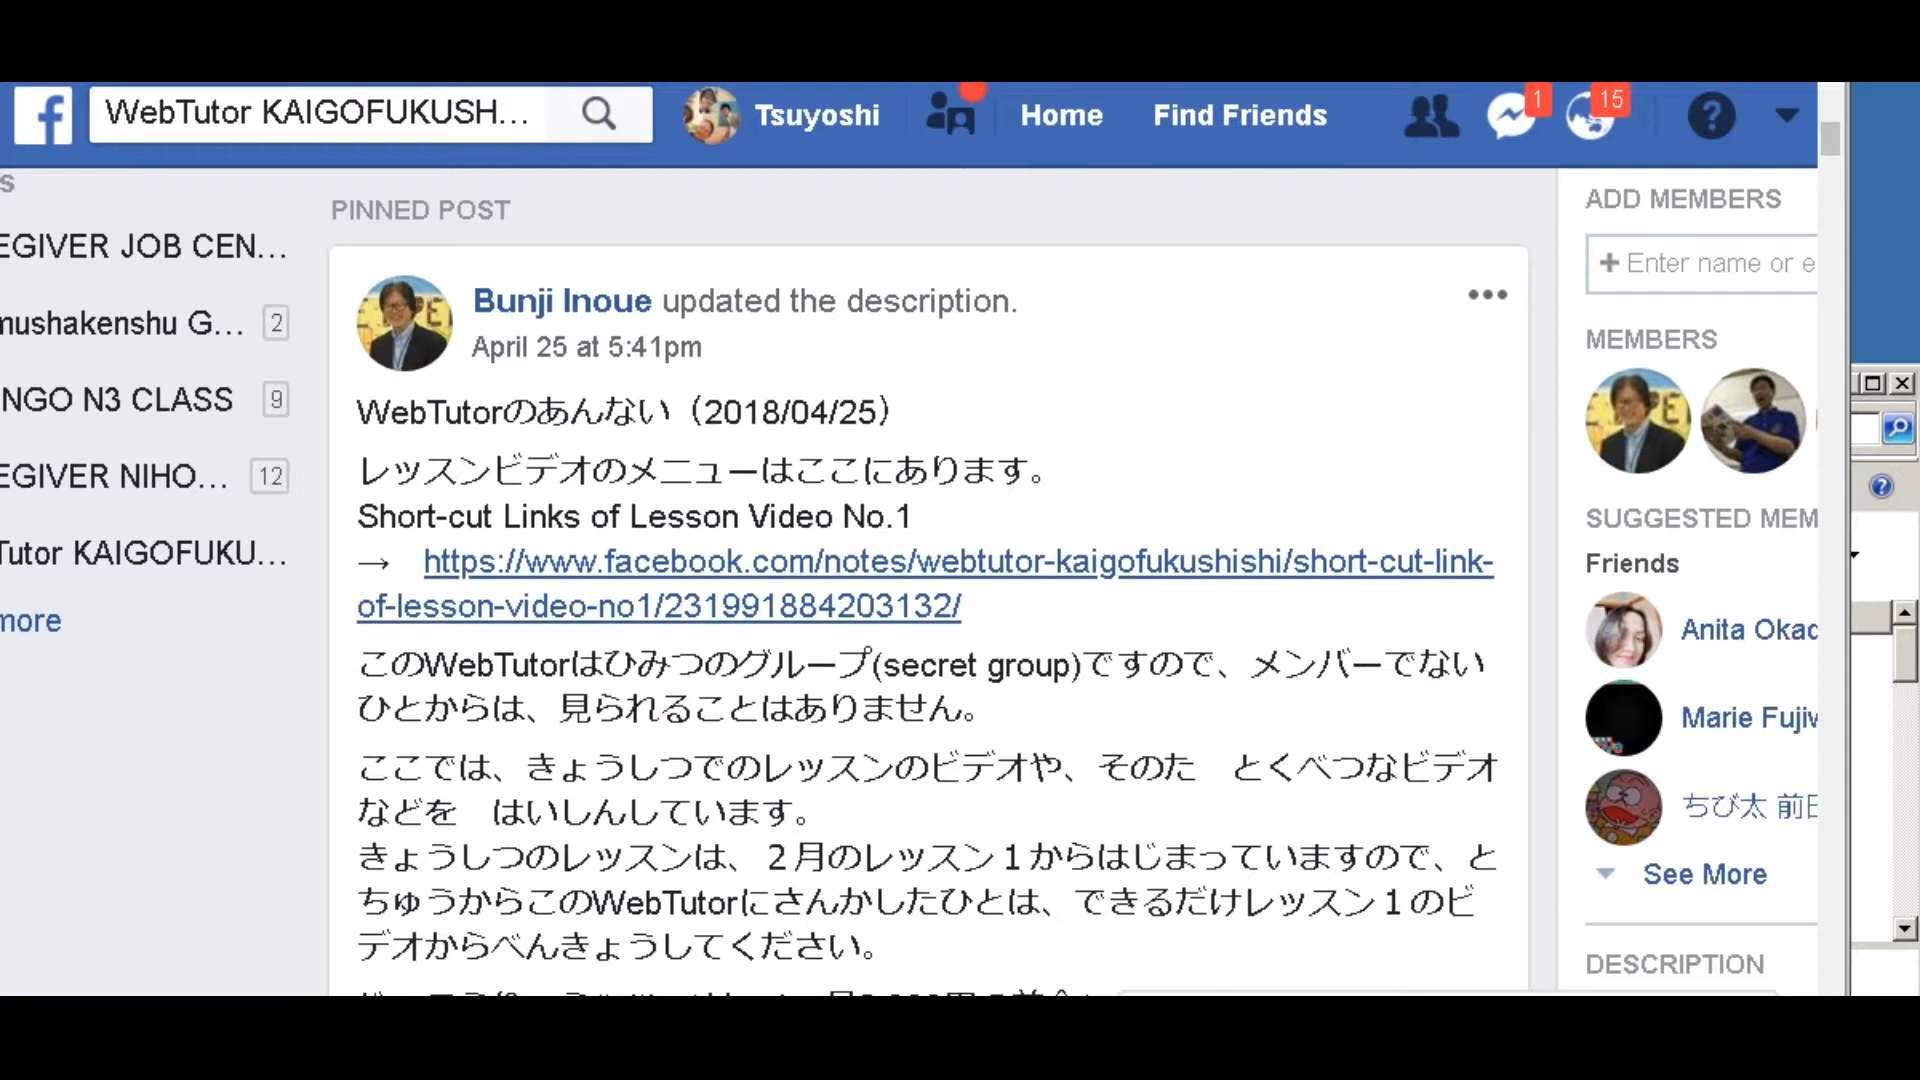 WebTutor KAIGOFUKUSH...
Tsuyoshi
Home
Find Friends
1
15
S
EGIVER JOB CEN...
mushakenshu G...
2
NGO N3 CLASS
9
EGIVER NIHO...
12
Tutor KAIGOFUKU...
more
PINNED POST
Bunji Inoue updated the description.
April 25 at 5:41pm
WebTutorのあんない（2018/04/25）
レッスンビデオのメニューはここにあります。
Short-cut Links of Lesson Video No.1
→ https://www.facebook.com/notes/webtutor-kaigofukushishi/short-cut-link-
of-lesson-video-no1/231991884203132/
このWebTutorはひみつのグループ(secret group)ですので、メンバーでない
ひとからは、見られることはありません。
ここでは、きょうしつでのレッスンのビデオや、そのた　とくべつなビデオ
などを　はいしんしています。
きょうしつのレッスンは、２月のレッスン１からはじまっていますので、と
ちゅうからこのWebTutorにさんかしたひとは、できるだけレッスン１のビ
デオからべんきょうしてください。
ADD MEMBERS
+ Enter name or e
MEMBERS
SUGGESTED MEM
Friends
Anita Okad
Marie Fujiw
ちび太 前田
See More
DESCRIPTION